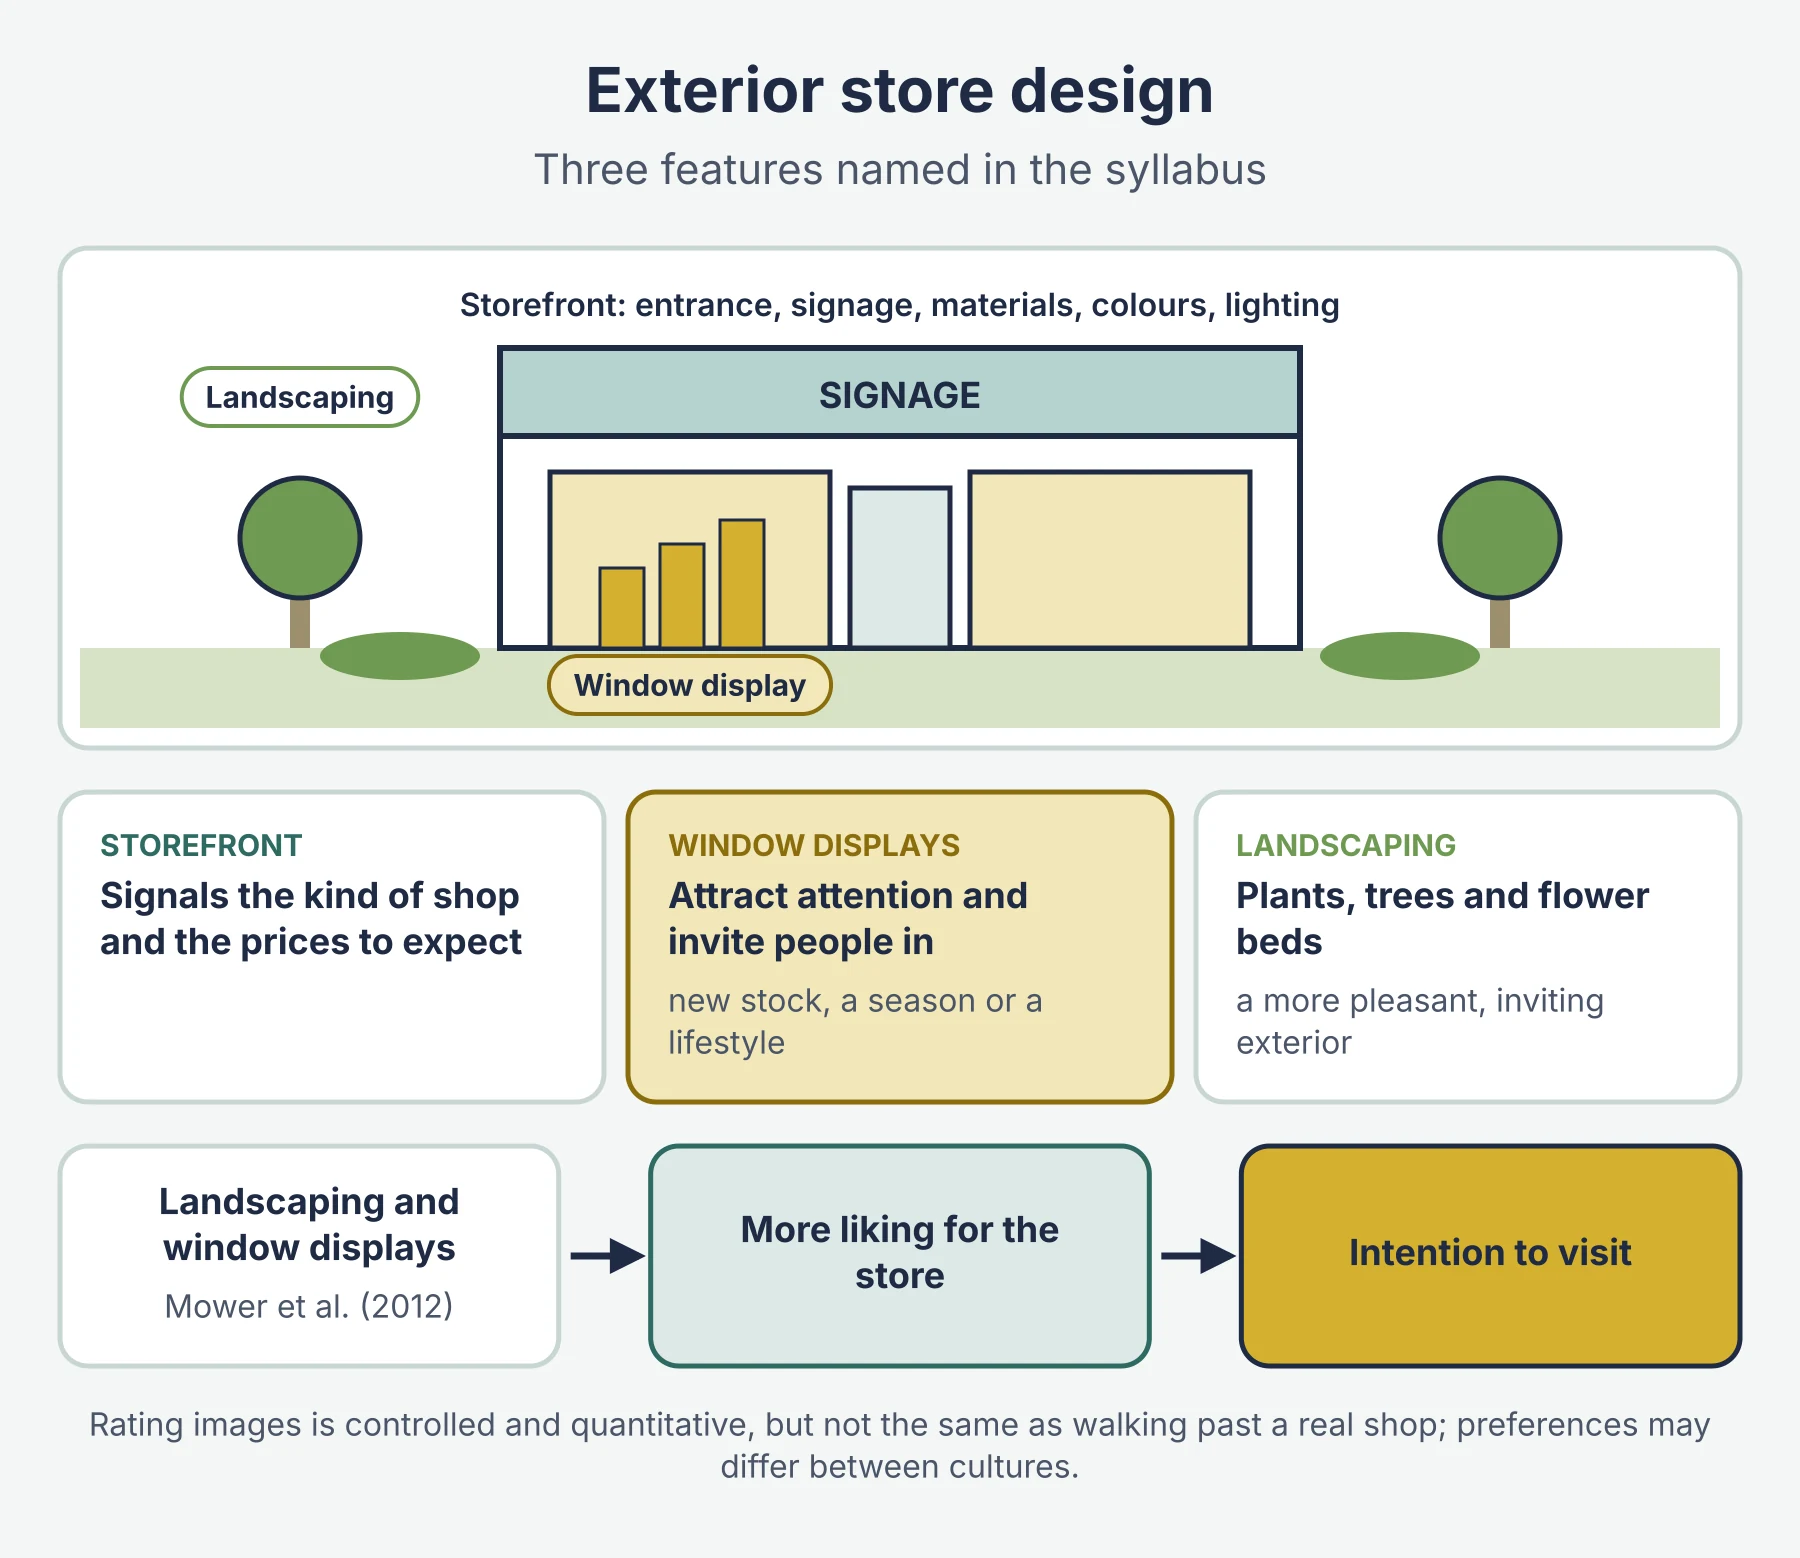 Exterior store design
Three features named in the syllabus
Storefront: entrance, signage, materials, colours, lighting
Landscaping
SIGNAGE
Window display
STOREFRONT
Signals the kind of shop
and the prices to expect
WINDOW DISPLAYS
Attract attention and
invite people in
new stock, a season or a
lifestyle
LANDSCAPING
Plants, trees and flower
beds
a more pleasant, inviting
exterior
Landscaping and
window displays
Mower et al. (2012)
More liking for the
store
Intention to visit
Rating images is controlled and quantitative, but not the same as walking past a real shop; preferences may
differ between cultures.